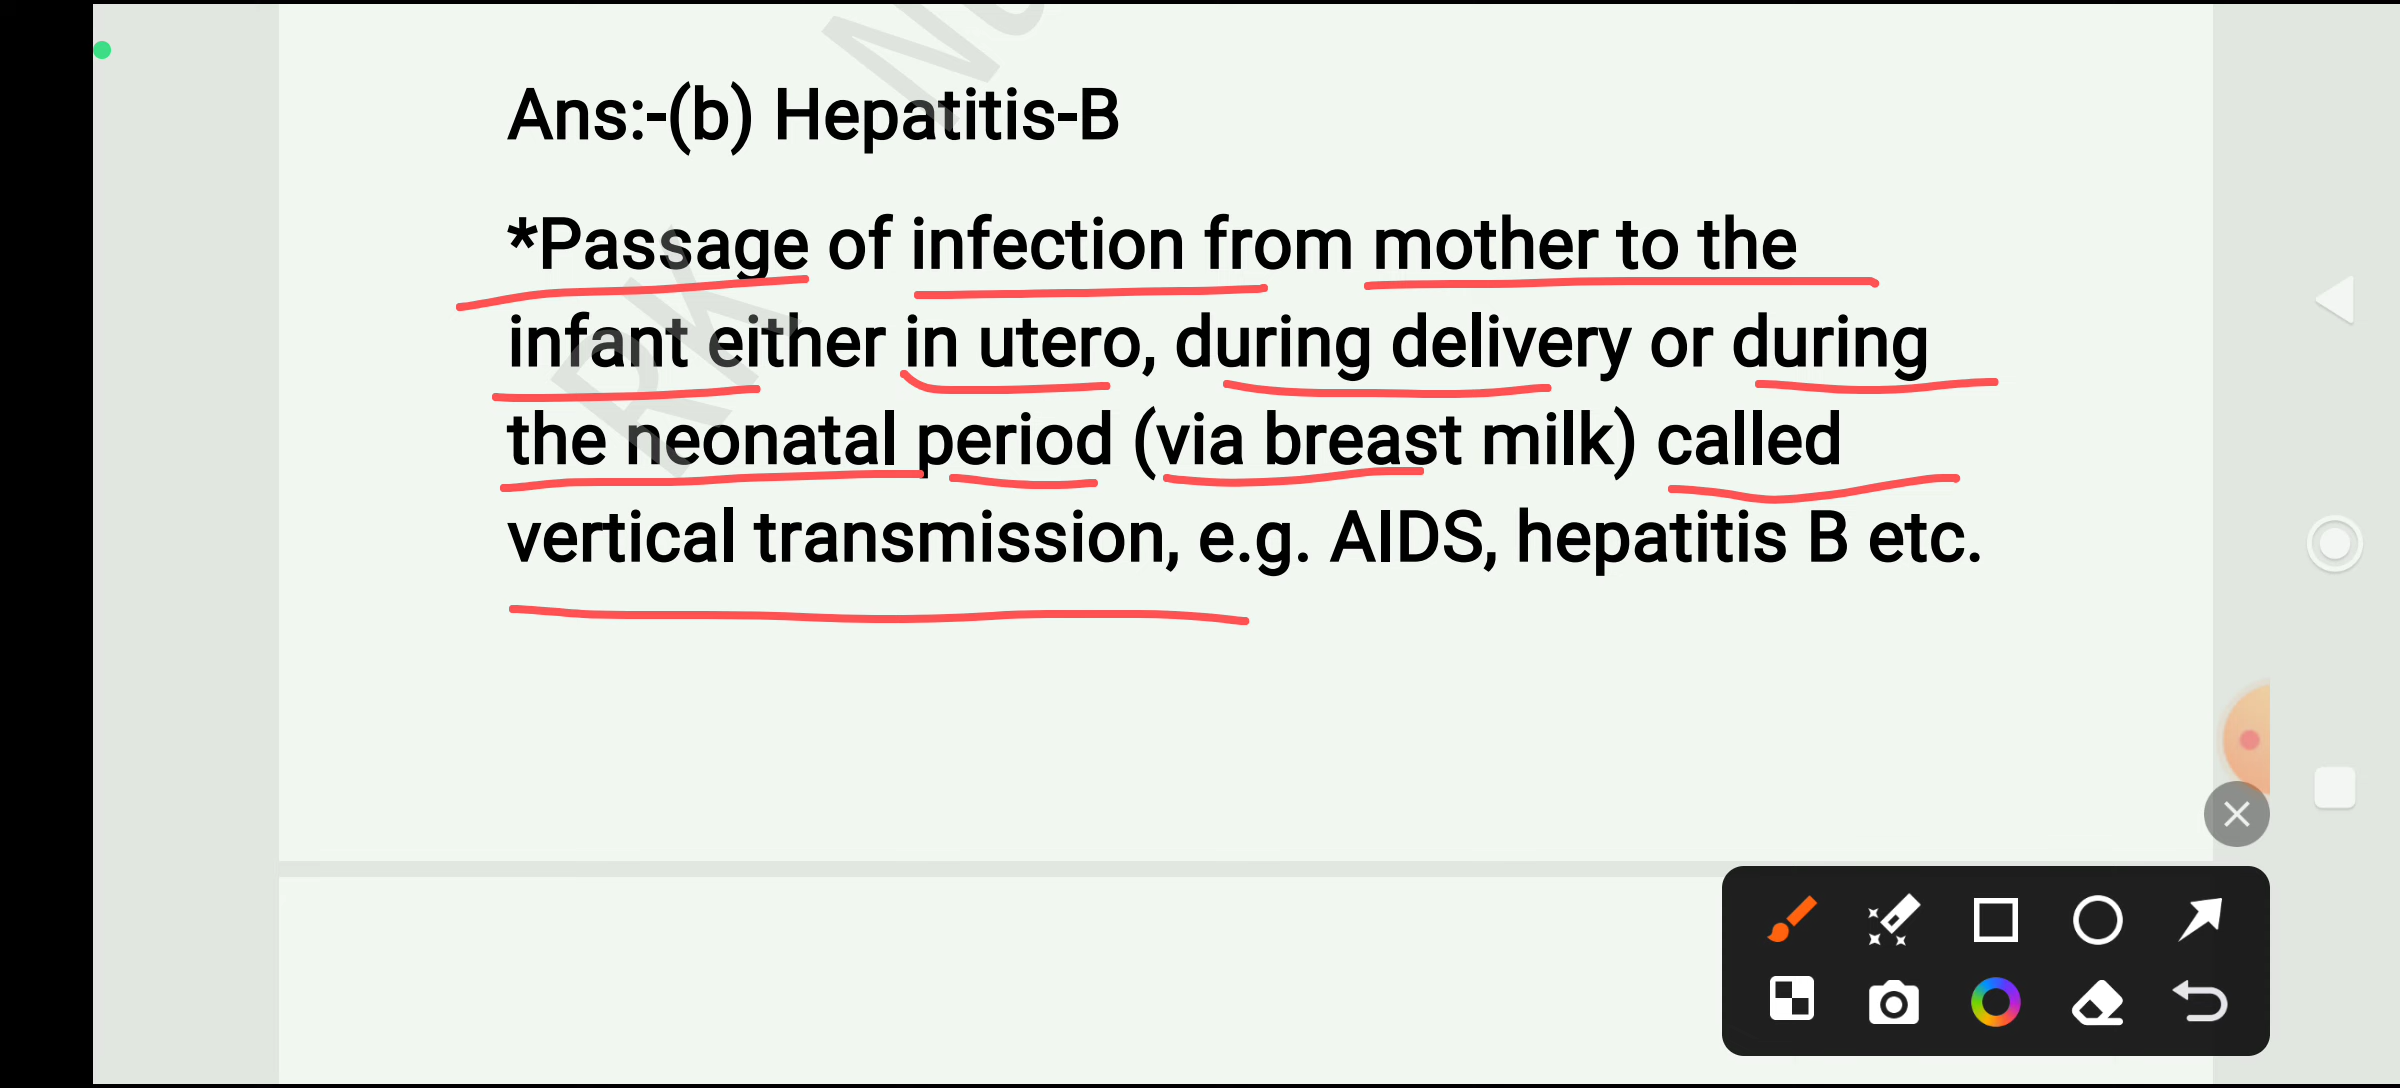 Ans:-(b) Hepatitis-B
*Passage of infection from mother to the
infant either in utero, during delivery or during
the neonatal period (via breast milk) called
vertical transmission, e.g. AIDS, hepatitis B etc.
RK